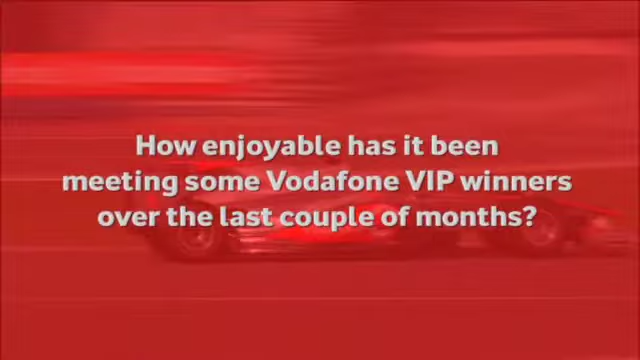 How enjoyable has it been
meeting some Vodafone VIP winners
over the last couple of months?